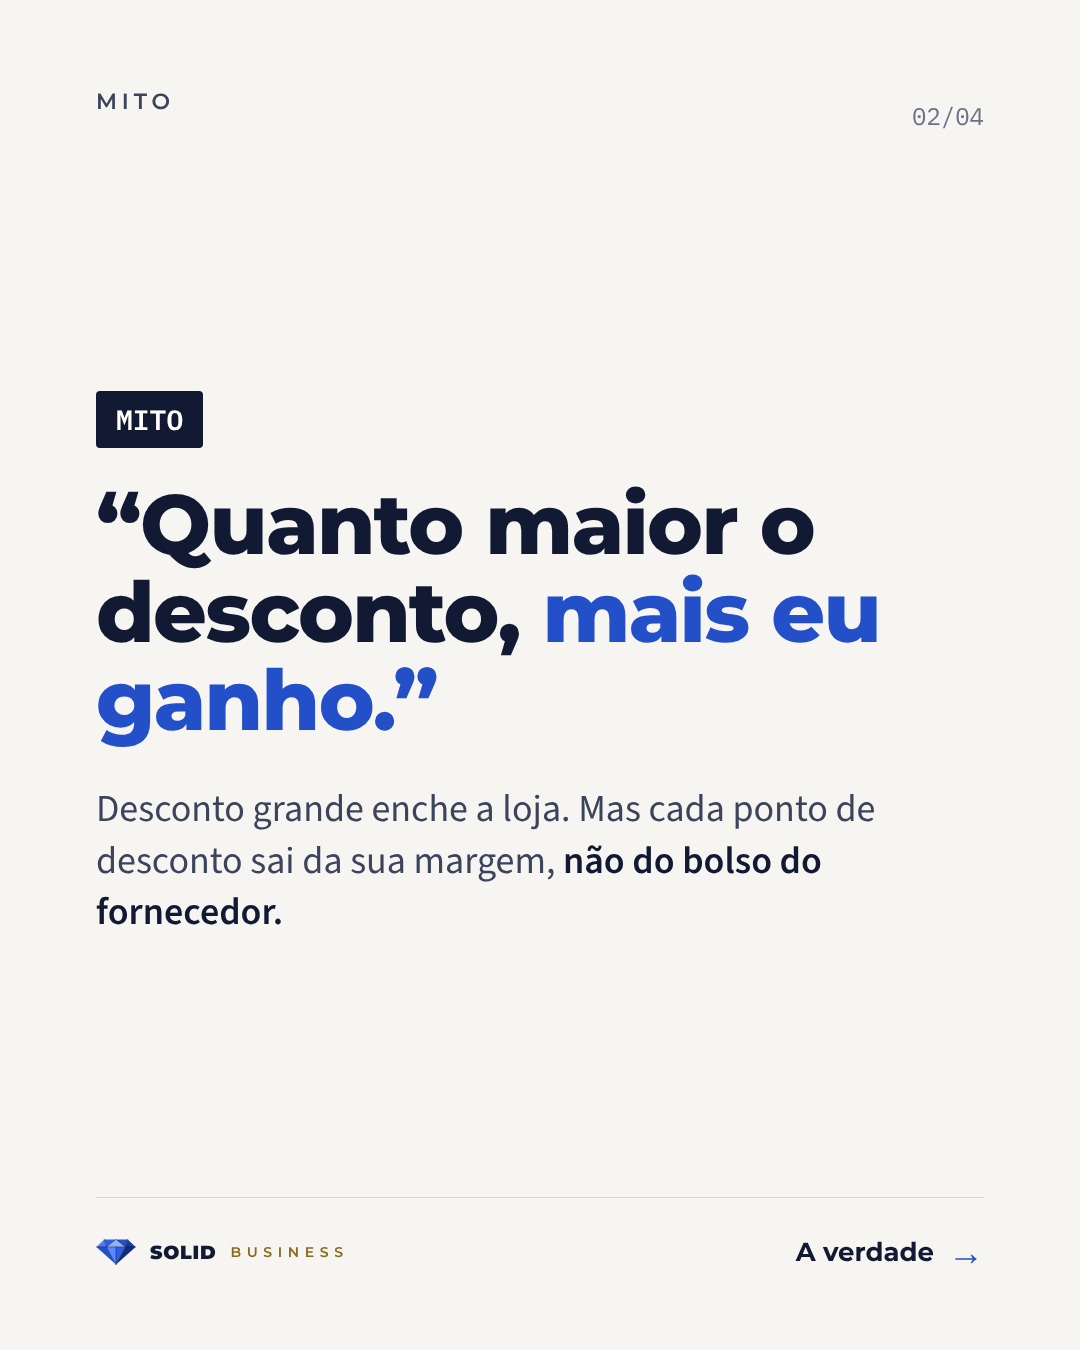 MITO
02/04
MITO
“Quanto maior o
desconto, mais eu
ganho.”
Desconto grande enche a loja. Mas cada ponto de
desconto sai da sua margem, não do bolso do
fornecedor.
SOLID BUSINESS
A verdade →